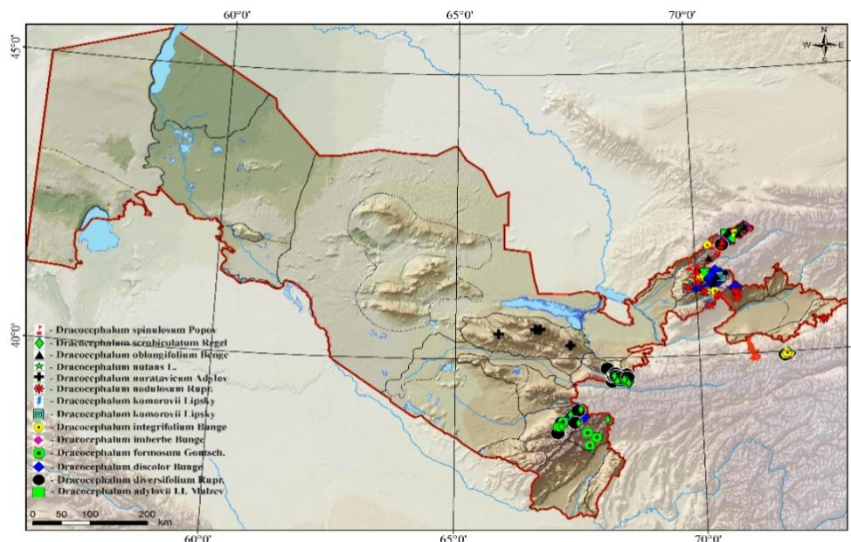 60°0' 65°0' 70°0'
45°0'
N
W E
S
40°0'
- Dracocephalum spinulosum Popov
- Dracocephalum scrobiculatum Regel
- Dracocephalum oblongifolium Bunge
- Dracocephalum nutans L.
- Dracocephalum nuratavicum Adylov
- Dracocephalum nodulosum Rupr.
- Dracocephalum komorovii Lipsky
- Dracocephalum komorovii Lipsky
- Dracocephalum integrifolium Bunge
- Dracocephalum imberbe Bunge
- Dracocephalum formosum Gontsch.
- Dracocephalum discolor Bunge
- Dracocephalum diversifolium Rupr.
- Dracocephalum adylovii I.I. Malzev
0 50 100 200
km
60°0' 65°0' 70°0'